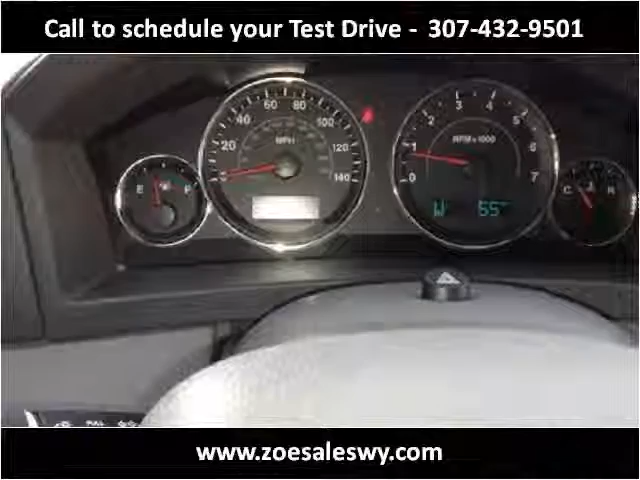 Call to schedule your Test Drive - 307-432-9501
60 80
40 100
20 MPH 120
140
3 4
2 5
1 RPM x 1000 6
0 7
E F
W 55°
C H
FULL
www.zoesaleswy.com